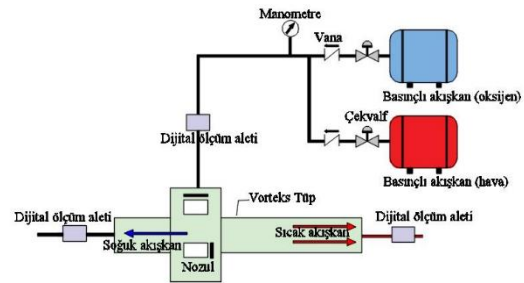 Manometre
Vana
Basınçlı akışkan (oksijen)
Çekvalf
Dijital ölçüm aleti
Basınçlı akışkan (hava)
Vorteks Tüp
Dijital ölçüm aleti
Dijital ölçüm aleti
Soğuk akışkan
Sıcak akışkan
Nozul